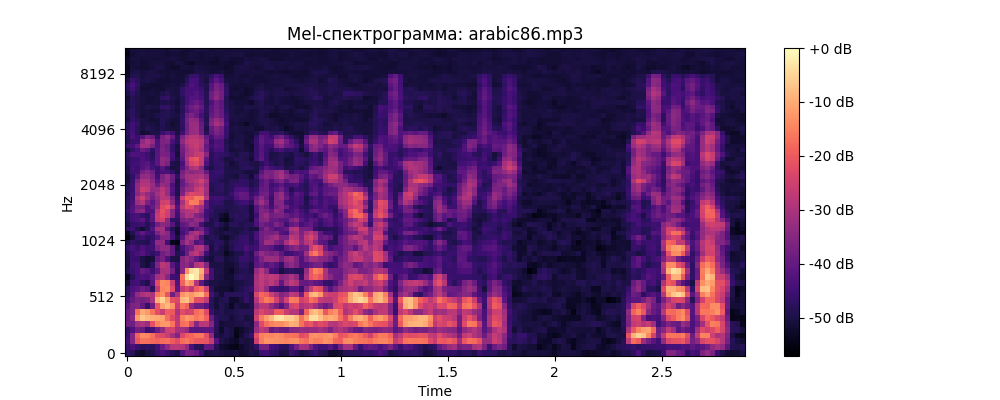 Mel-спектрограмма: arabic86.mp3
+0 dB
8192
-10 dB
4096
-20 dB
2048
Hz
-30 dB
1024
-40 dB
512
-50 dB
0
0 0.5 1 1.5 2 2.5
Time